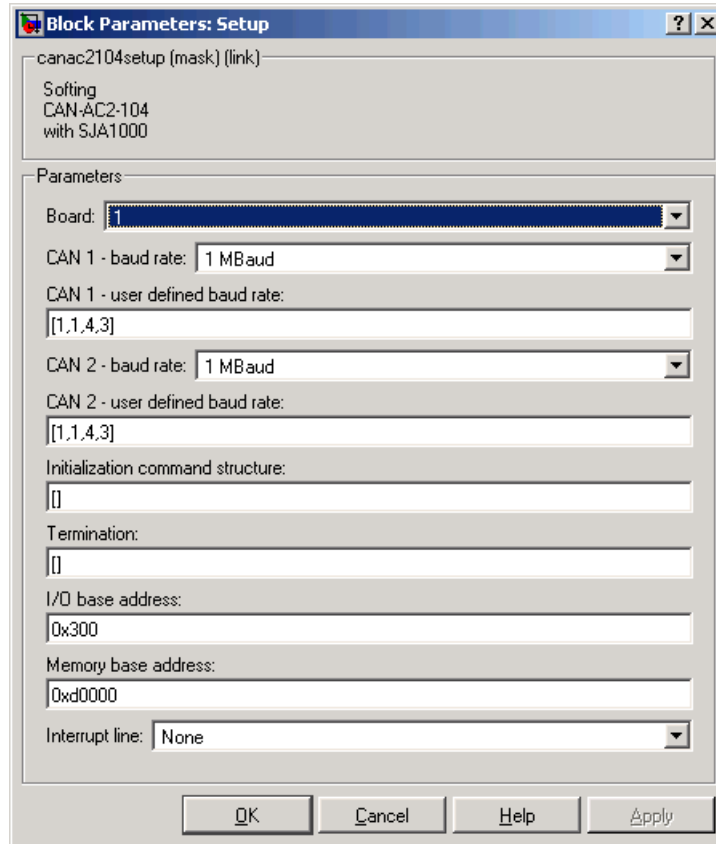 Block Parameters: Setup
canac2104setup (mask) (link)
Softing
CAN-AC2-104
with SJA1000
Parameters
Board: 1
CAN 1 - baud rate: 1 MBaud
CAN 1 - user defined baud rate:
[1,1,4,3]
CAN 2 - baud rate: 1 MBaud
CAN 2 - user defined baud rate:
[1,1,4,3]
Initialization command structure:
[]
Termination:
[]
I/O base address:
0x300
Memory base address:
0xd0000
Interrupt line: None
OK Cancel Help Apply